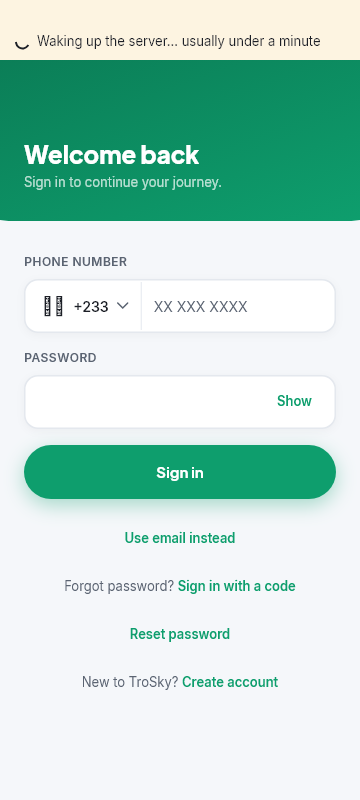 Waking up the server... usually under a minute
Welcome back
Sign in to continue your journey.
PHONE NUMBER
+233
XX XXX XXXX
PASSWORD
Show
Sign in
Use email instead
Forgot password? Sign in with a code
Reset password
New to TroSky? Create account